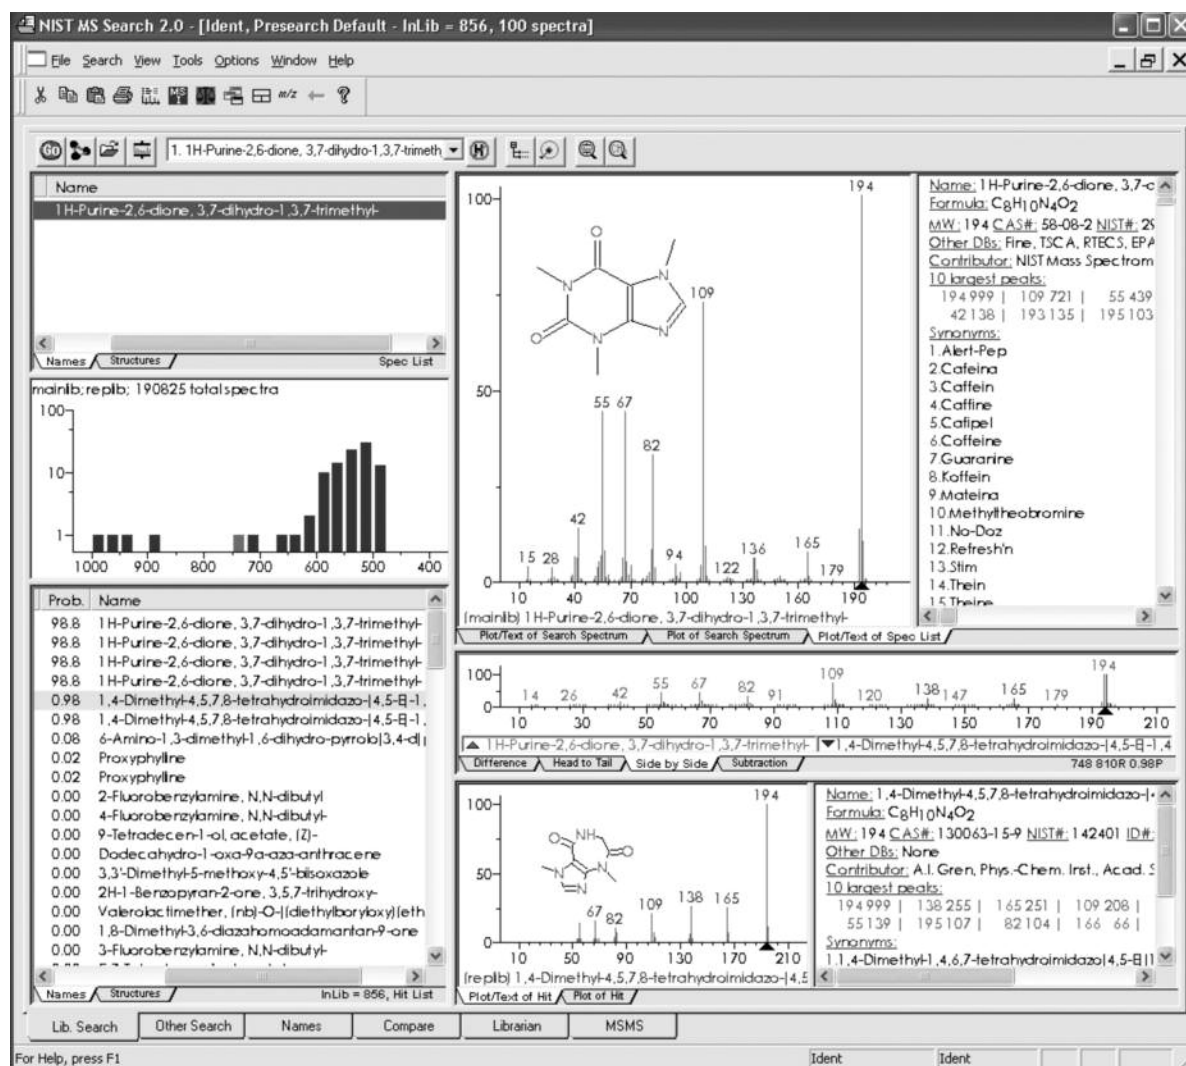 NIST MS Search 2.0 - [Ident, Presearch Default - InLib = 856, 100 spectra]
File Search View Tools Options Window Help
m/z
Go 1. 1H-Purine-2,6-dione, 3,7-dihydro-1,3,7-trimeth
Name
1H-Purine-2,6-dione, 3,7-dihydro-1,3,7-trimethyl-
Names Structures Spec List
mainlib; replib; 190825 total spectra
100
10
1
1000 900 800 700 600 500 400
Prob. Name
98.8 1H-Purine-2,6-dione, 3,7-dihydro-1,3,7-trimethyl-
98.8 1H-Purine-2,6-dione, 3,7-dihydro-1,3,7-trimethyl-
98.8 1H-Purine-2,6-dione, 3,7-dihydro-1,3,7-trimethyl-
98.8 1H-Purine-2,6-dione, 3,7-dihydro-1,3,7-trimethyl-
0.98 1,4-Dimethyl-4,5,7,8-tetrahydroimidazo-[4,5-E]-1,
0.98 1,4-Dimethyl-4,5,7,8-tetrahydroimidazo-[4,5-E]-1,
0.08 6-Amino-1,3-dimethyl-1,6-dihydro-pyrrolo[3,4-d]
0.02 Proxyphylline
0.02 Proxyphylline
0.00 2-Fluorobenzylamine, N,N-dibutyl
0.00 4-Fluorobenzylamine, N,N-dibutyl
0.00 9-Tetradecen-1-ol, acetate, (Z)-
0.00 Dodecahydro-1-oxa-9a-aza-anthracene
0.00 3,3'-Dimethyl-5-methoxy-4,5'-biisoxazole
0.00 2H-1-Benzopyran-2-one, 3,5,7-trihydroxy-
0.00 Valerolactimether, (nb)-O-[(diethylboryloxy)(eth
0.00 1,8-Dimethyl-3,6-diazahomoadamantan-9-one
0.00 3-Fluorobenzylamine, N,N-dibutyl-
Names Structures InLib = 856, Hit List
194
100
109
50
55 67
82
42
15 28 94 122 136 165 179
0
10 40 70 100 130 160 190
O N N N N O
(mainlib) 1H-Purine-2,6-dione, 3,7-dihydro-1,3,7-trimethyl-
Plot/Text of Search Spectrum Plot of Search Spectrum Plot/Text of Spec List
Name: 1H-Purine-2,6-dione, 3,7-c
Formula: C8H10N4O2
MW: 194 CAS#: 58-08-2 NIST#: 29
Other DBs: Fine, TSCA, RTECS, EPA
Contributor: NIST Mass Spectrom
10 largest peaks:
194 999 | 109 721 | 55 439
42 138 | 193 135 | 195 103
Synonyms:
1.Alert-Pep
2.Cafeina
3.Kaffein
4.Caffine
5.Cafipel
6.Coffeine
7.Guaranine
8.Koffein
9.Mateina
10.Methyltheobromine
11.No-Doz
12.Refresh'n
13.Stim
14.Thein
15.Theine
100
0
14 26 42 55 67 82 91 109 120 138 147 165 179 194
10 30 50 70 90 110 130 150 170 190 210
1H-Purine-2,6-dione, 3,7-dihydro-1,3,7-trimethyl- 1,4-Dimethyl-4,5,7,8-tetrahydroimidazo-[4,5-E]-1,4
Difference Head to Tail Side by Side Subtraction 748 810R 0.98P
194
100
50
0
67 82 109 138 165
50 90 130 170 210
O NH O N N N
(replib) 1,4-Dimethyl-4,5,7,8-tetrahydroimidazo-[4,5
Plot/Text of Hit Plot of Hit
Name: 1,4-Dimethyl-4,5,7,8-tetrahydroimidazo-[4
Formula: C8H10N4O2
MW: 194 CAS#: 130063-15-9 NIST#: 142401 ID#:
Other DBs: None
Contributor: A.I. Gren, Phys.-Chem. Inst., Acad. S
10 largest peaks:
194 999 | 138 255 | 165 251 | 109 208 |
55 139 | 195 107 | 82 104 | 166 66 |
Synonyms:
1.1,4-Dimethyl-1,4,6,7-tetrahydroimidazo[4,5-E][1
Lib. Search Other Search Names Compare Librarian MSMS
For Help, press F1 Ident Ident